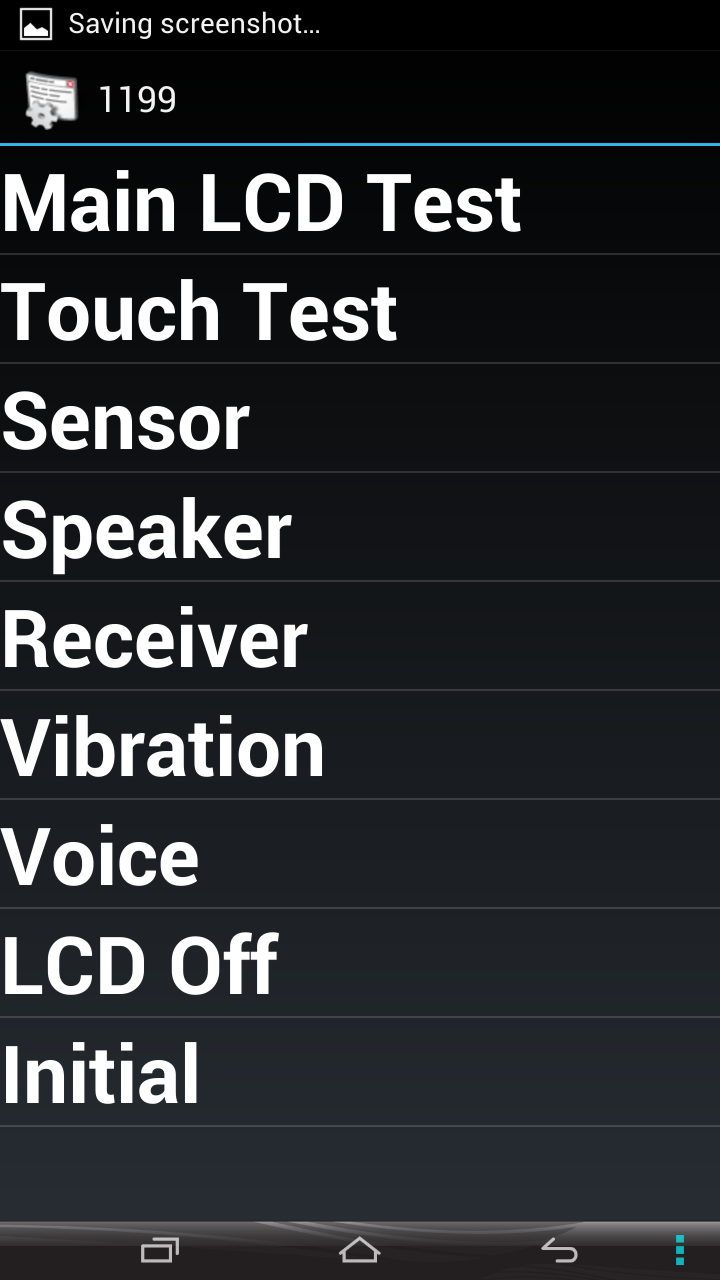 Saving screenshot...
1199
Main LCD Test
Touch Test
Sensor
Speaker
Receiver
Vibration
Voice
LCD Off
Initial